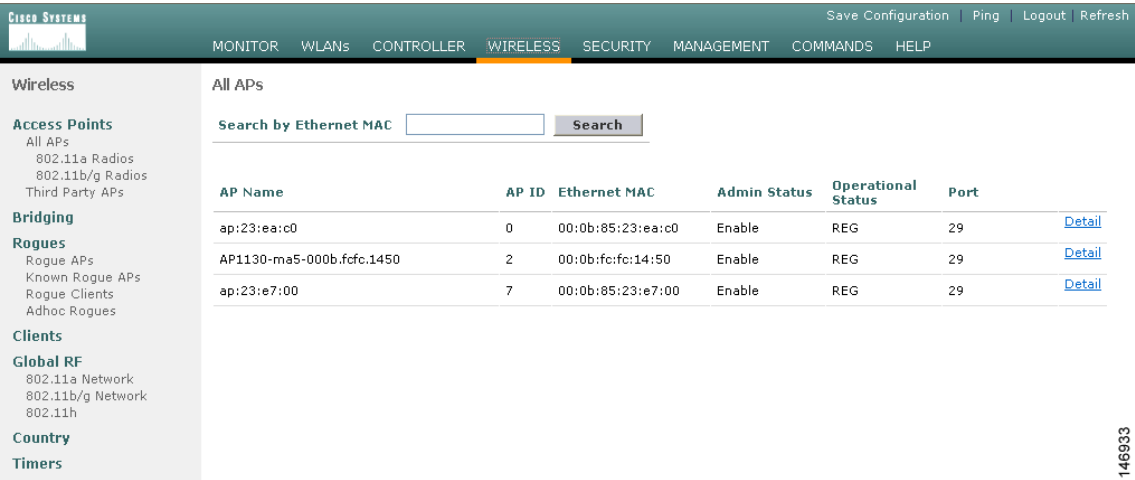 CISCO SYSTEMS
Save Configuration | Ping | Logout | Refresh
MONITOR WLANs CONTROLLER WIRELESS SECURITY MANAGEMENT COMMANDS HELP
Wireless
Access Points
All APs
802.11a Radios
802.11b/g Radios
Third Party APs
Bridging
Rogues
Rogue APs
Known Rogue APs
Rogue Clients
Adhoc Rogues
Clients
Global RF
802.11a Network
802.11b/g Network
802.11h
Country
Timers
All APs
Search by Ethernet MAC Search
AP Name AP ID Ethernet MAC Admin Status Operational Status Port
ap:23:ea:c0 0 00:0b:85:23:ea:c0 Enable REG 29 Detail
AP1130-ma5-000b.fcfc.1450 2 00:0b:fc:fc:14:50 Enable REG 29 Detail
ap:23:e7:00 7 00:0b:85:23:e7:00 Enable REG 29 Detail
146933